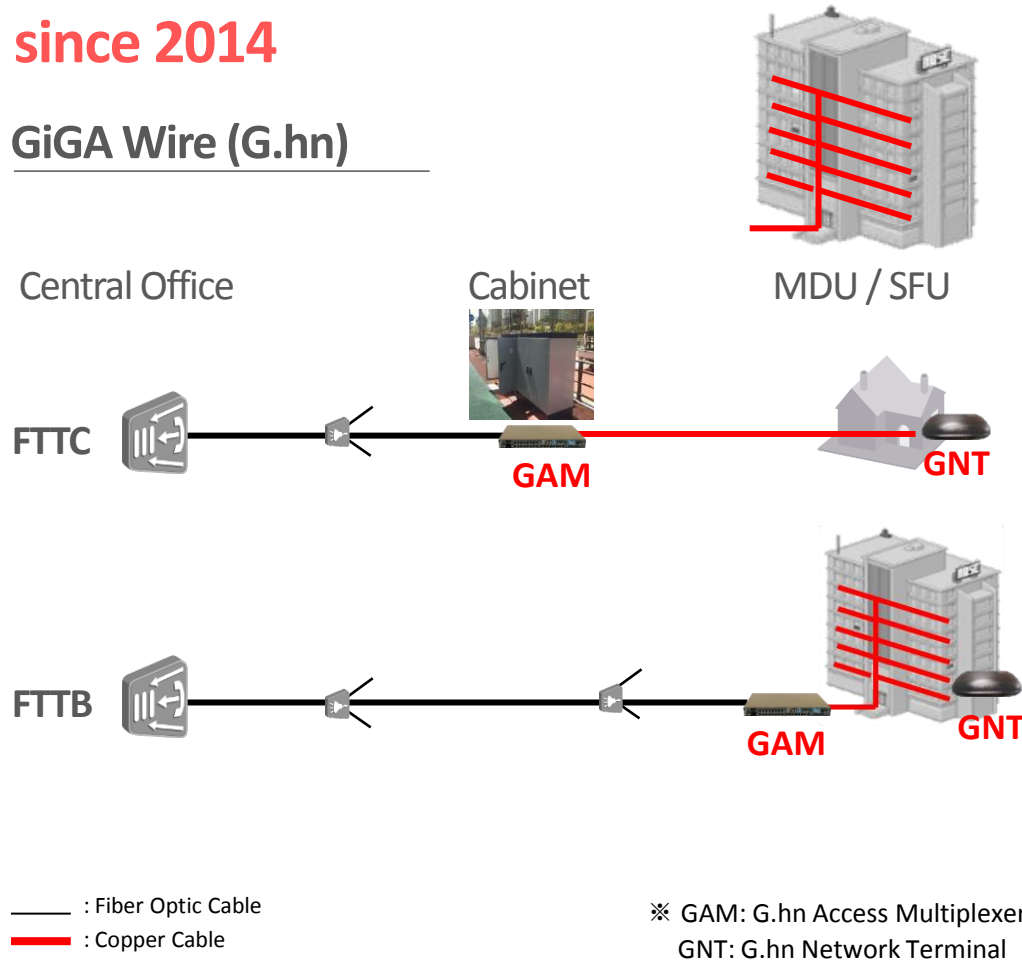 since 2014
GiGA Wire (G.hn)
Central Office
Cabinet
MDU / SFU
FTTC
GAM
GNT
FTTB
GAM
GNT
: Fiber Optic Cable
: Copper Cable
※ GAM: G.hn Access Multiplexer
GNT: G.hn Network Terminal